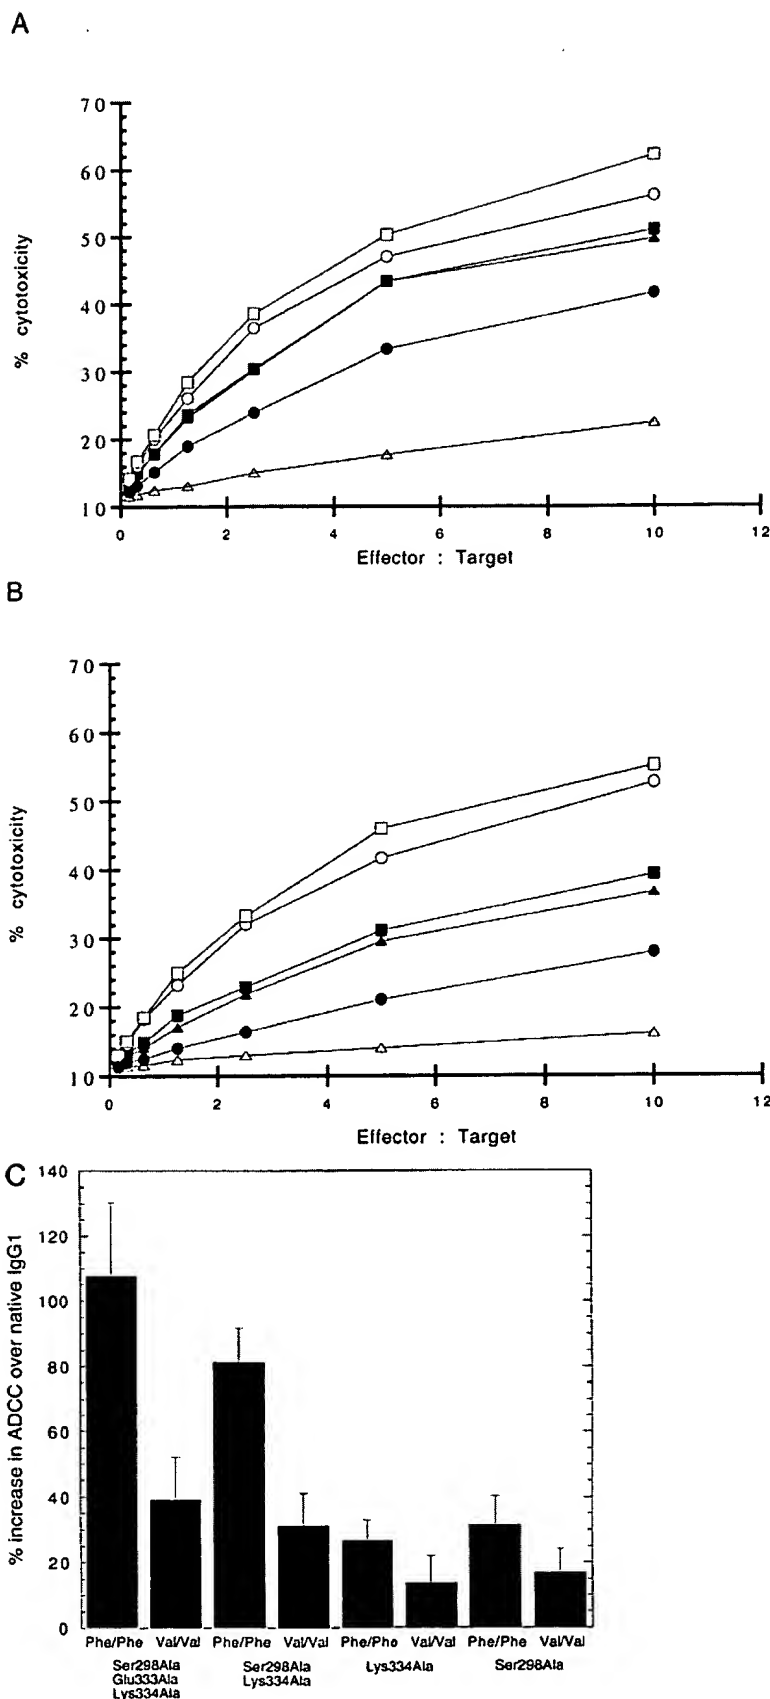 A
70
60
50
40
30
20
10
% cytotoxicity
0 2 4 6 8 10 12
Effector : Target
B
70
60
50
40
30
20
10
% cytotoxicity
0 2 4 6 8 10 12
Effector : Target
C
140
120
100
80
60
40
20
0
% increase in ADCC over native IgG1
Phe/Phe Val/Val Phe/Phe Val/Val Phe/Phe Val/Val Phe/Phe Val/Val
Ser298Ala Ser298Ala Lys334Ala Ser298Ala
Glu333Ala Lys334Ala
Lys334Ala